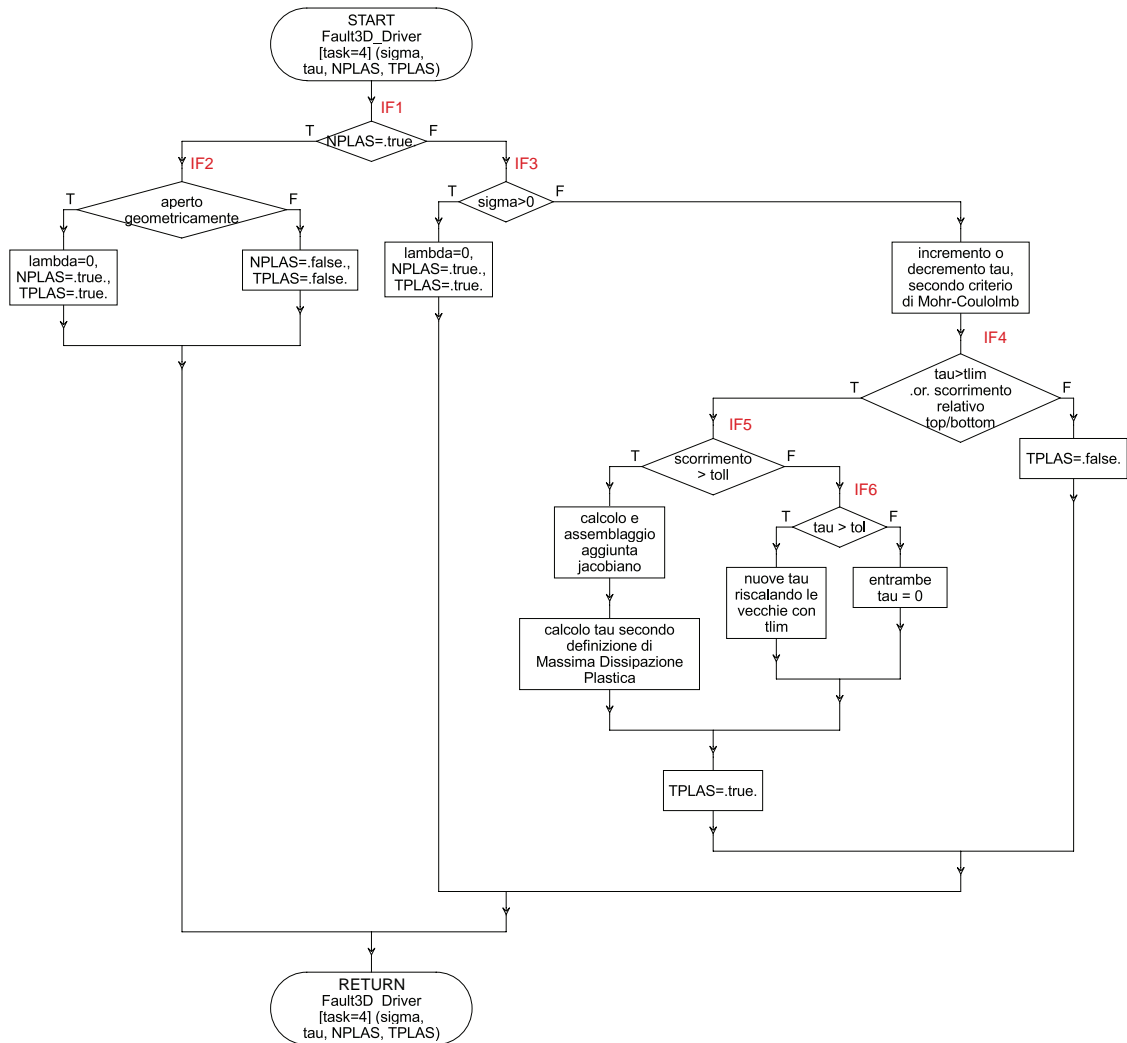 START
Fault3D_Driver
[task=4] (sigma,
tau, NPLAS, TPLAS)
IF1
T
NPLAS=.true.
F
IF2
T
aperto
geometricamente
F
lambda=0,
NPLAS=.true.,
TPLAS=.true.
NPLAS=.false.,
TPLAS=.false.
IF3
T
sigma>0
F
lambda=0,
NPLAS=.true.,
TPLAS=.true.
incremento o
decremento tau,
secondo criterio
di Mohr-Coulolmb
IF4
T
tau>tlim
.or. scorrimento
relativo
top/bottom
F
TPLAS=.false.
IF5
T
scorrimento
> toll
F
calcolo e
assemblaggio
aggiunta
jacobiano
calcolo tau secondo
definizione di
Massima Dissipazione
Plastica
IF6
T
tau > tol
F
nuove tau
riscalando le
vecchie con
tlim
entrambe
tau = 0
TPLAS=.true.
RETURN
Fault3D_Driver
[task=4] (sigma,
tau, NPLAS, TPLAS)